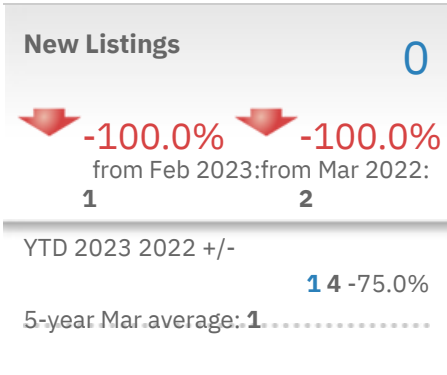 New Listings
0
-100.0% -100.0%
from Feb 2023:from Mar 2022:
1 2
YTD 2023 2022 +/-
1 4 -75.0%
5-year Mar average: 1